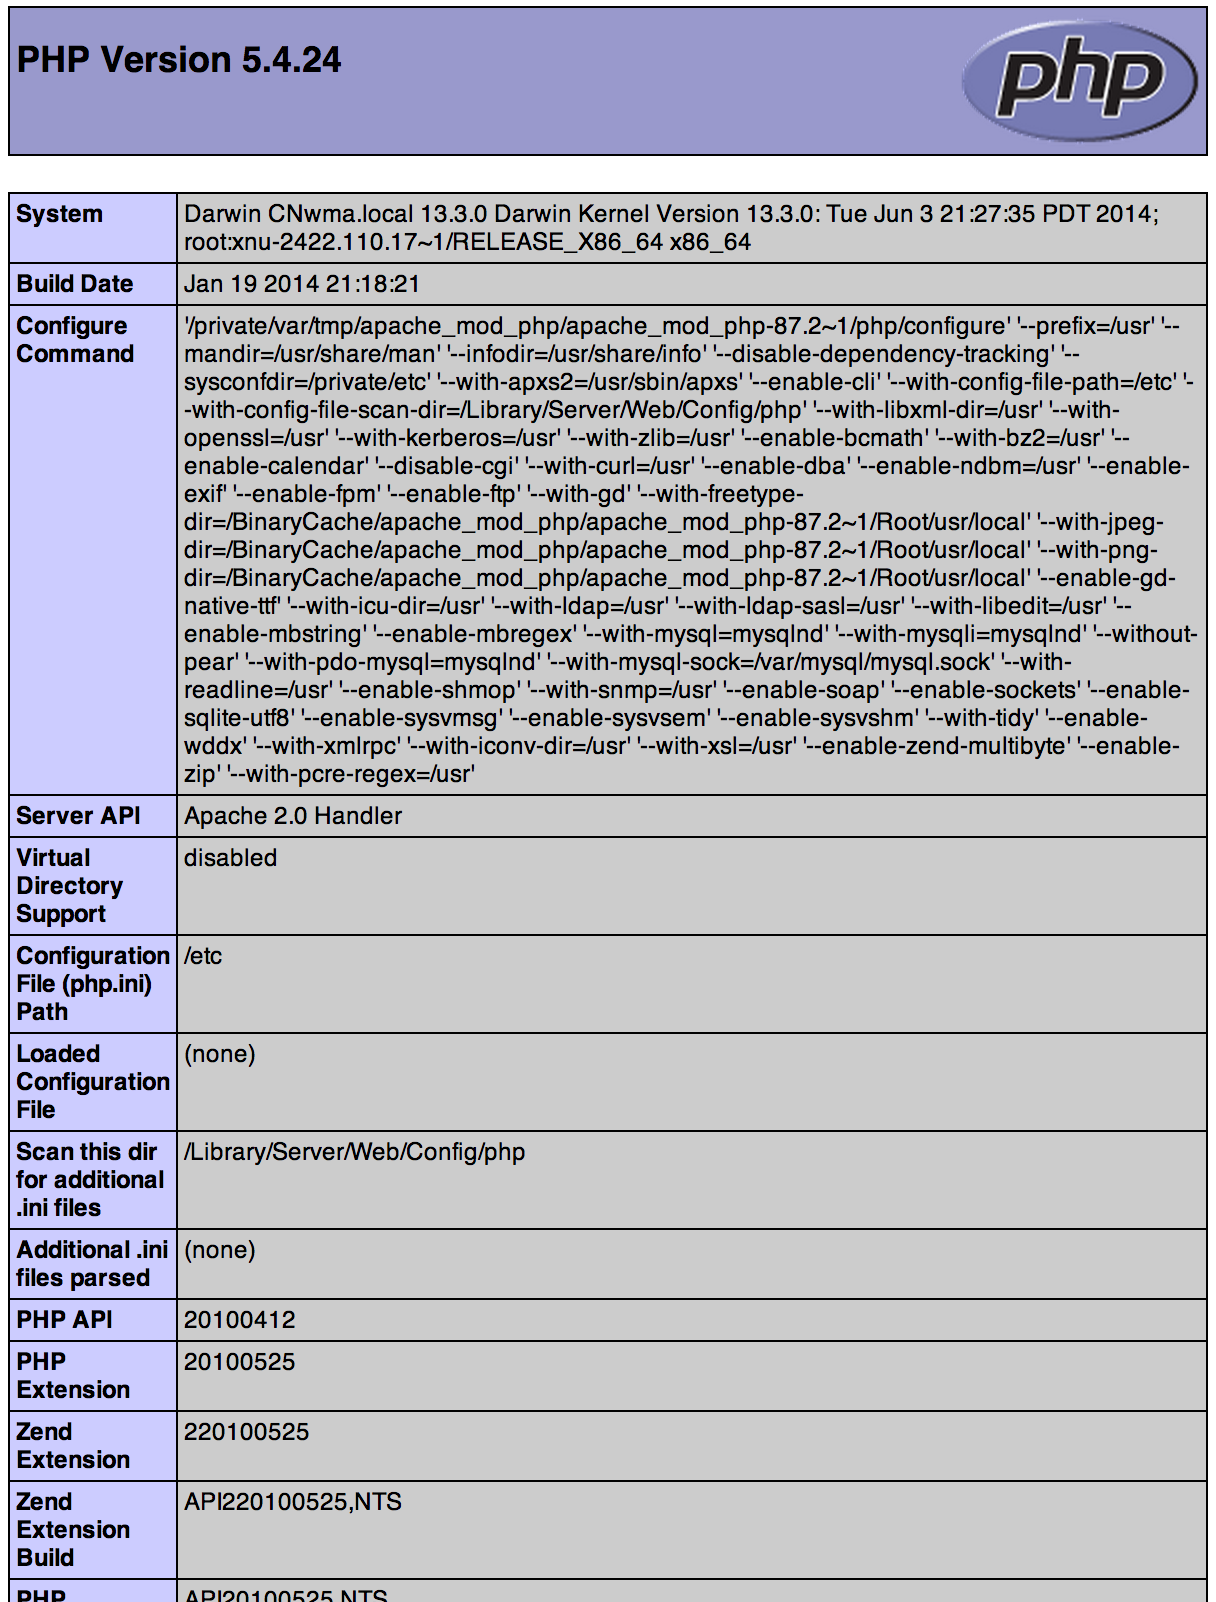 PHP Version 5.4.24
php
System
Darwin CNwma.local 13.3.0 Darwin Kernel Version 13.3.0: Tue Jun 3 21:27:35 PDT 2014;
root:xnu-2422.110.17~1/RELEASE_X86_64 x86_64
Build Date
Jan 19 2014 21:18:21
Configure
Command
'/private/var/tmp/apache_mod_php/apache_mod_php-87.2~1/php/configure' '--prefix=/usr' '--
mandir=/usr/share/man' '--infodir=/usr/share/info' '--disable-dependency-tracking' '--
sysconfdir=/private/etc' '--with-apxs2=/usr/sbin/apxs' '--enable-cli' '--with-config-file-path=/etc' '-
-with-config-file-scan-dir=/Library/Server/Web/Config/php' '--with-libxml-dir=/usr' '--with-
openssl=/usr' '--with-kerberos=/usr' '--with-zlib=/usr' '--enable-bcmath' '--with-bz2=/usr' '--
enable-calendar' '--disable-cgi' '--with-curl=/usr' '--enable-dba' '--enable-ndbm=/usr' '--enable-
exif' '--enable-fpm' '--enable-ftp' '--with-gd' '--with-freetype-
dir=/BinaryCache/apache_mod_php/apache_mod_php-87.2~1/Root/usr/local' '--with-jpeg-
dir=/BinaryCache/apache_mod_php/apache_mod_php-87.2~1/Root/usr/local' '--with-png-
dir=/BinaryCache/apache_mod_php/apache_mod_php-87.2~1/Root/usr/local' '--enable-gd-
native-ttf' '--with-icu-dir=/usr' '--with-ldap=/usr' '--with-ldap-sasl=/usr' '--with-libedit=/usr' '--
enable-mbstring' '--enable-mbregex' '--with-mysql=mysqlnd' '--with-mysqli=mysqlnd' '--without-
pear' '--with-pdo-mysql=mysqlnd' '--with-mysql-sock=/var/mysql/mysql.sock' '--with-
readline=/usr' '--enable-shmop' '--with-snmp=/usr' '--enable-soap' '--enable-sockets' '--enable-
sqlite-utf8' '--enable-sysvmsg' '--enable-sysvsem' '--enable-sysvshm' '--with-tidy' '--enable-
wddx' '--with-xmlrpc' '--with-iconv-dir=/usr' '--with-xsl=/usr' '--enable-zend-multibyte' '--enable-
zip' '--with-pcre-regex=/usr'
Server API
Apache 2.0 Handler
Virtual
Directory
Support
disabled
Configuration
File (php.ini)
Path
/etc
Loaded
Configuration
File
(none)
Scan this dir
for additional
.ini files
/Library/Server/Web/Config/php
Additional .ini
files parsed
(none)
PHP API
20100412
PHP
Extension
20100525
Zend
Extension
220100525
Zend
Extension
Build
API220100525,NTS
PHP
API20100525,NTS